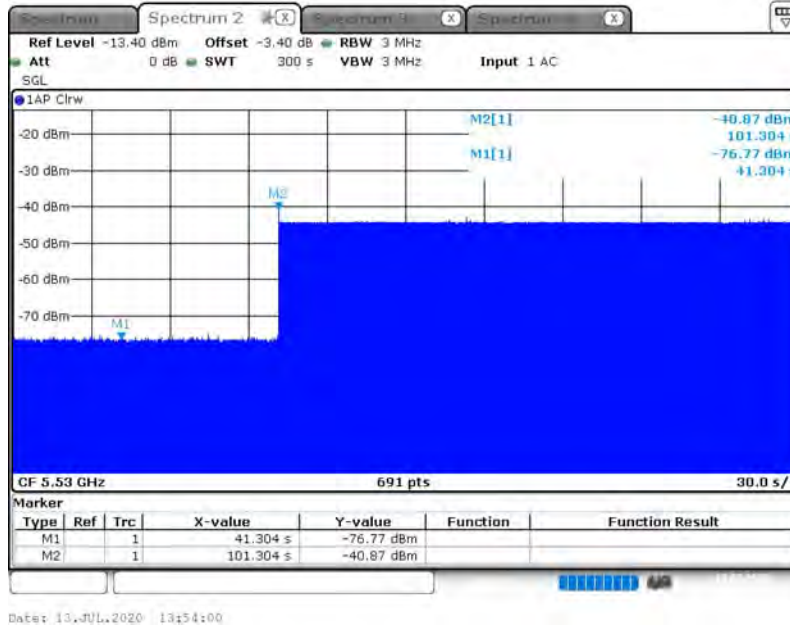 Spectrum 2 X X X
Ref Level -13.40 dBm Offset -3.40 dB RBW 3 MHz
Att 0 dB SWT 300 s VBW 3 MHz Input 1 AC
SGL
1AP Clrw
M2[1] -40.87 dBm
101.304 s
M1[1] -76.77 dBm
41.304 s
-20 dBm
-30 dBm
M2
-40 dBm
-50 dBm
-60 dBm
-70 dBm
M1
CF 5.53 GHz 691 pts 30.0 s/
Marker
Type Ref Trc X-value Y-value Function Function Result
M1 1 41.304 s -76.77 dBm
M2 1 101.304 s -40.87 dBm
Date: 13.JUL.2020 13:54:00